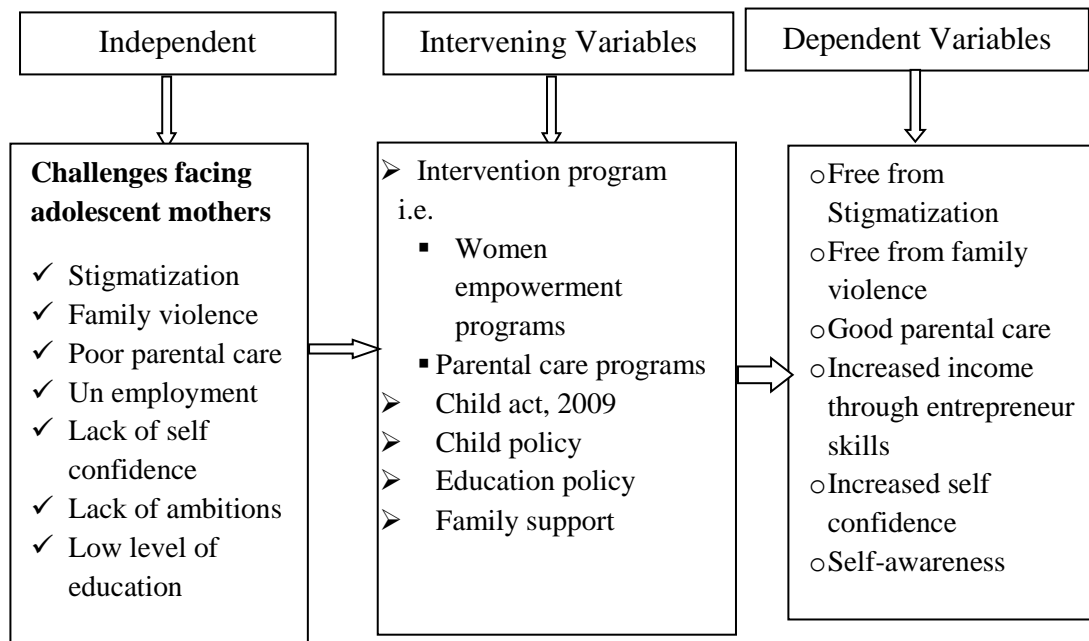 Independent
Intervening Variables
Dependent Variables
Challenges facing
adolescent mothers
✓ Stigmatization
✓ Family violence
✓ Poor parental care
✓ Un employment
✓ Lack of self
confidence
✓ Lack of ambitions
✓ Low level of
education
➢ Intervention program
i.e.
▪ Women
empowerment
programs
▪ Parental care programs
➢ Child act, 2009
➢ Child policy
➢ Education policy
➢ Family support
o Free from
Stigmatization
o Free from family
violence
o Good parental care
o Increased income
through entrepreneur
skills
o Increased self
confidence
o Self-awareness